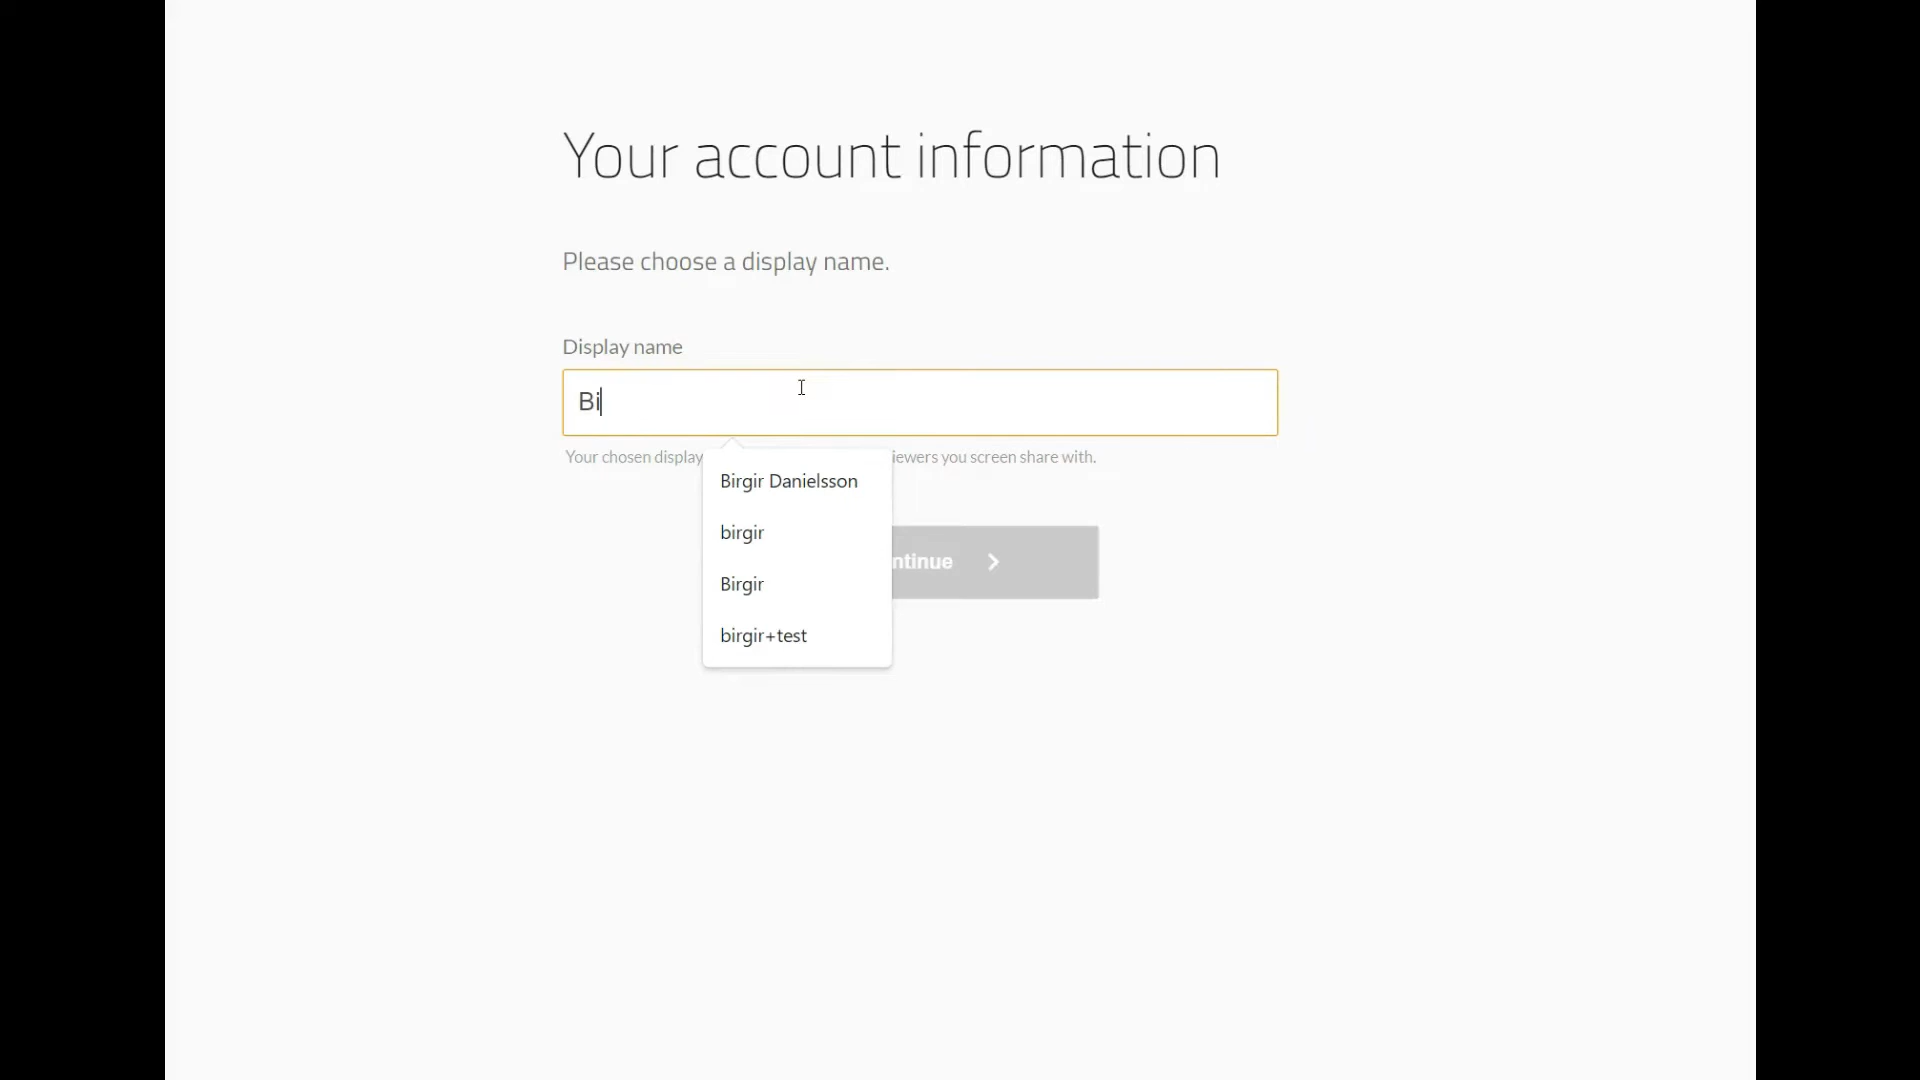 Your account information
Please choose a display name.
Display name
Bi
Your chosen display iewers you screen share with.
Birgir Danielsson
birgir
ntinue
Birgir
birgir+test